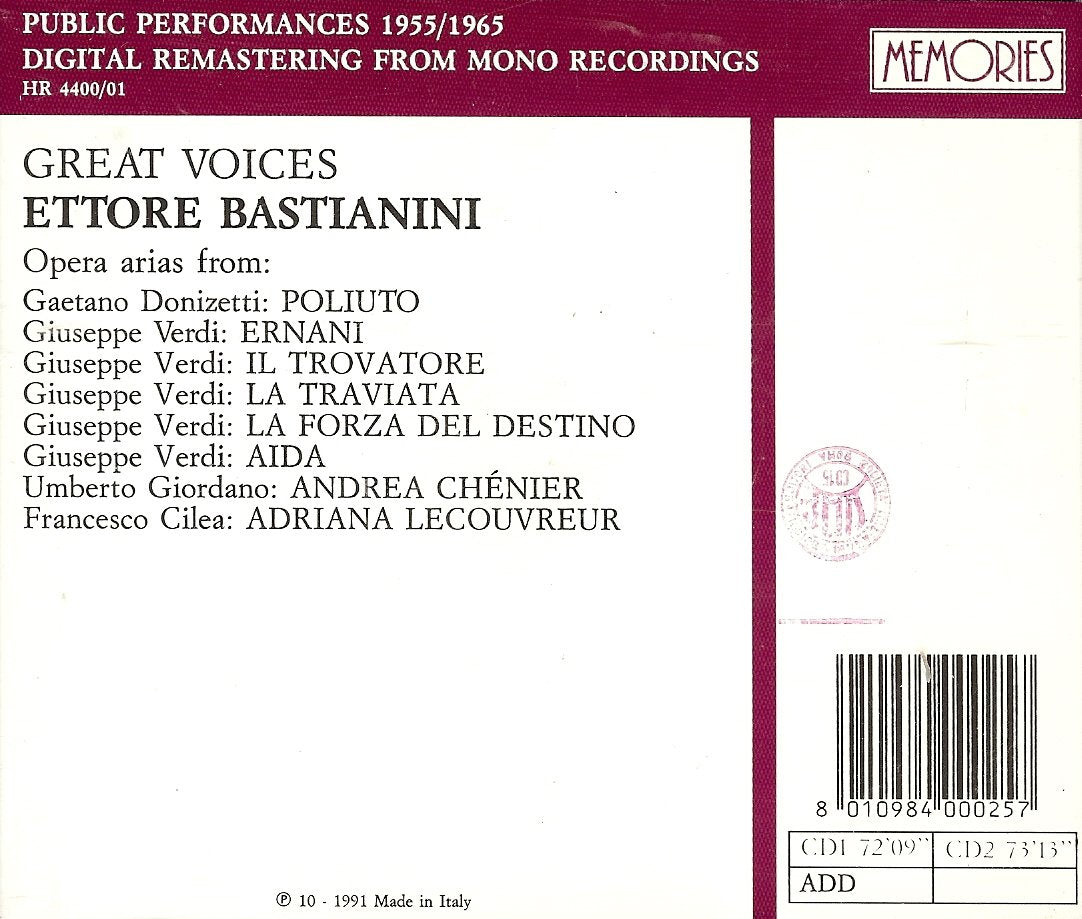 PUBLIC PERFORMANCES 1955/1965
DIGITAL REMASTERING FROM MONO RECORDINGS
HR 4400/01
MEMORIES
GREAT VOICES
ETTORE BASTIANINI
Opera arias from:
Gaetano Donizetti: POLIUTO
Giuseppe Verdi: ERNANI
Giuseppe Verdi: IL TROVATORE
Giuseppe Verdi: LA TRAVIATA
Giuseppe Verdi: LA FORZA DEL DESTINO
Giuseppe Verdi: AIDA
Umberto Giordano: ANDREA CHÉNIER
Francesco Cilea: ADRIANA LECOUVREUR
8 010984 000257
CD1 72'09" CD2 73'13"
ADD
℗ 10 - 1991 Made in Italy